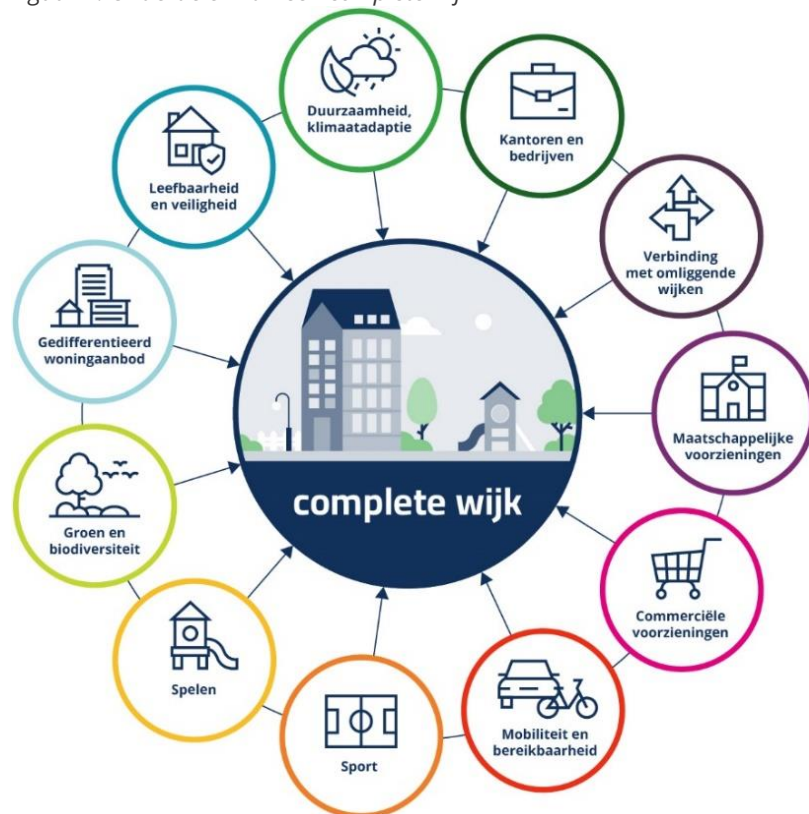 Duurzaamheid,
klimaatadaptie
Kantoren en
bedrijven
Verbinding
met omliggende
wijken
Maatschappelijke
voorzieningen
Commerciële
voorzieningen
Mobiliteit en
bereikbaarheid
Sport
Spelen
Groen en
biodiversiteit
Gedifferentieerd
woningaanbod
Leefbaarheid
en veiligheid
complete wijk